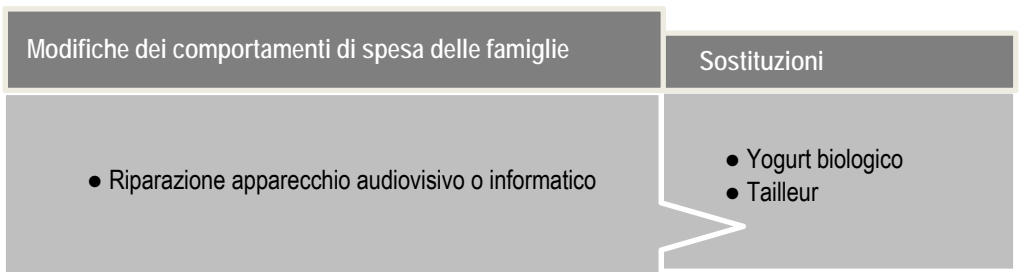 Modifiche dei comportamenti di spesa delle famiglie
Sostituzioni
● Riparazione apparecchio audiovisivo o informatico
● Yogurt biologico
● Tailleur